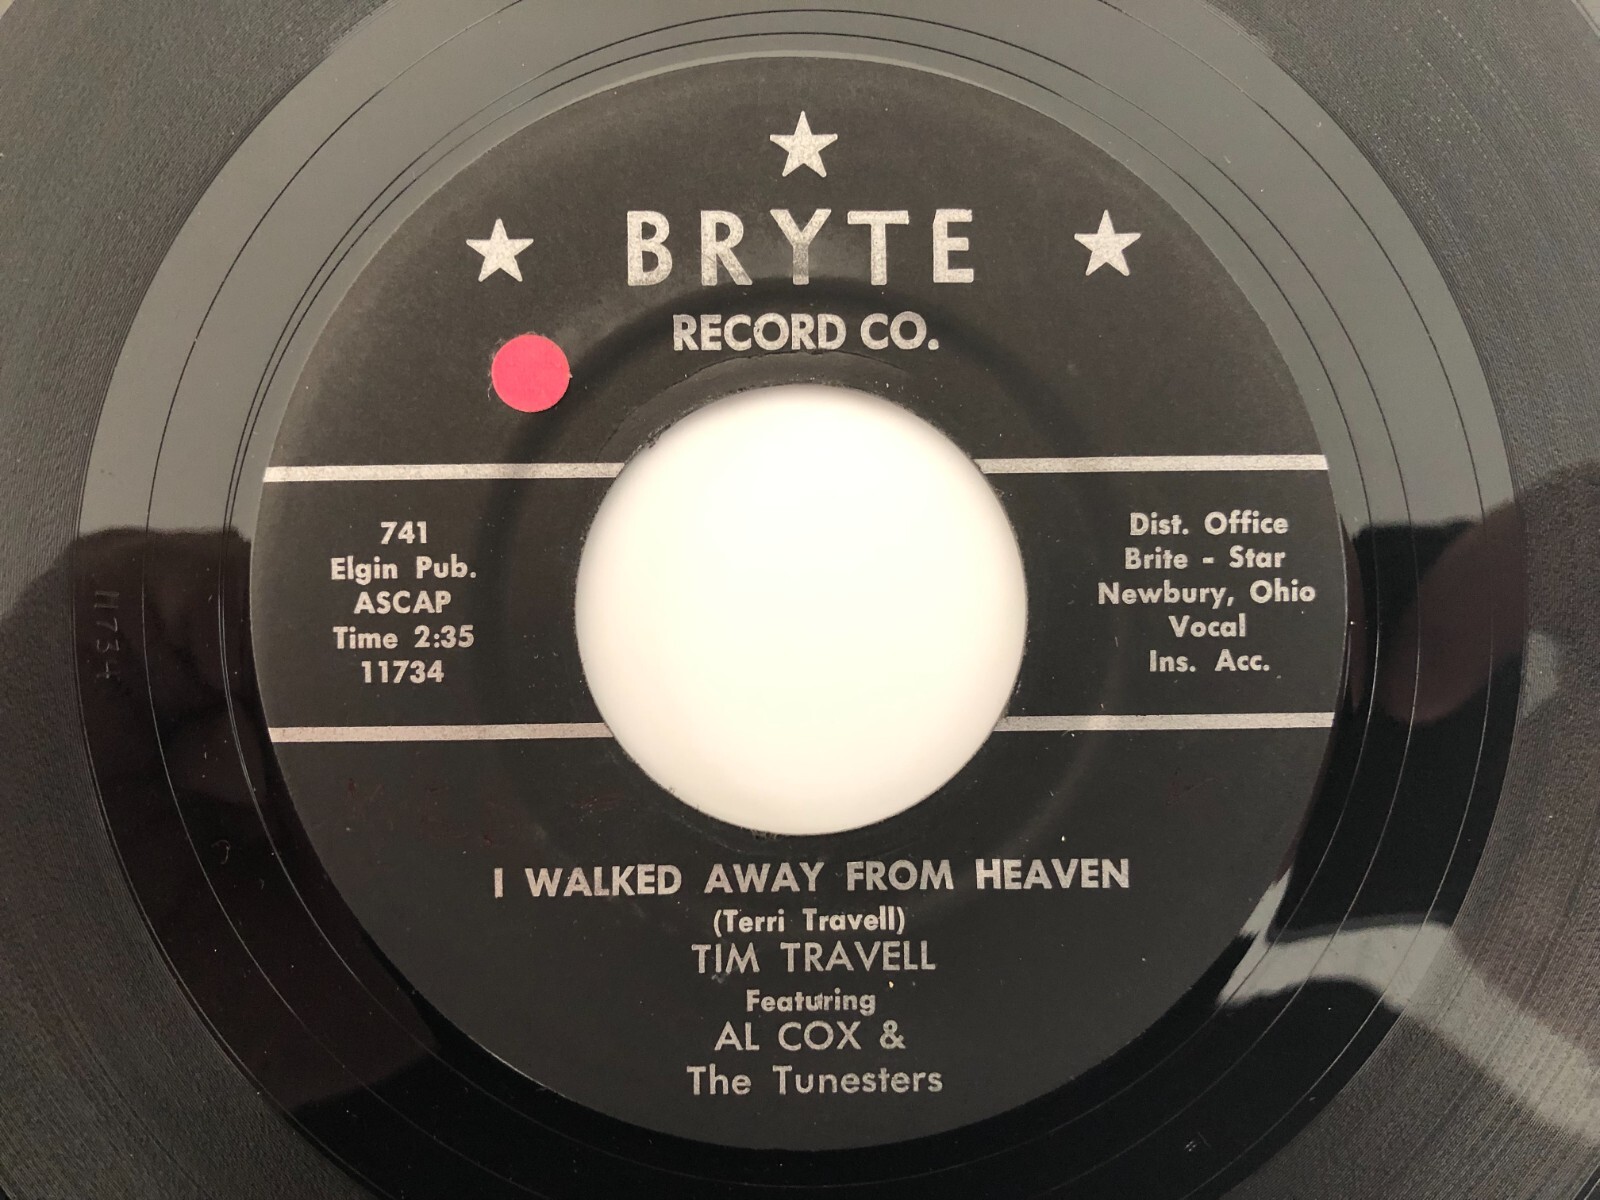 BRYTE
RECORD CO.
741
Elgin Pub.
ASCAP
Time 2:35
11734
Dist. Office
Brite - Star
Newbury, Ohio
Vocal
Ins. Acc.
I WALKED AWAY FROM HEAVEN
(Terri Travell)
TIM TRAVELL
Featuring
AL COX &
The Tunesters
11734